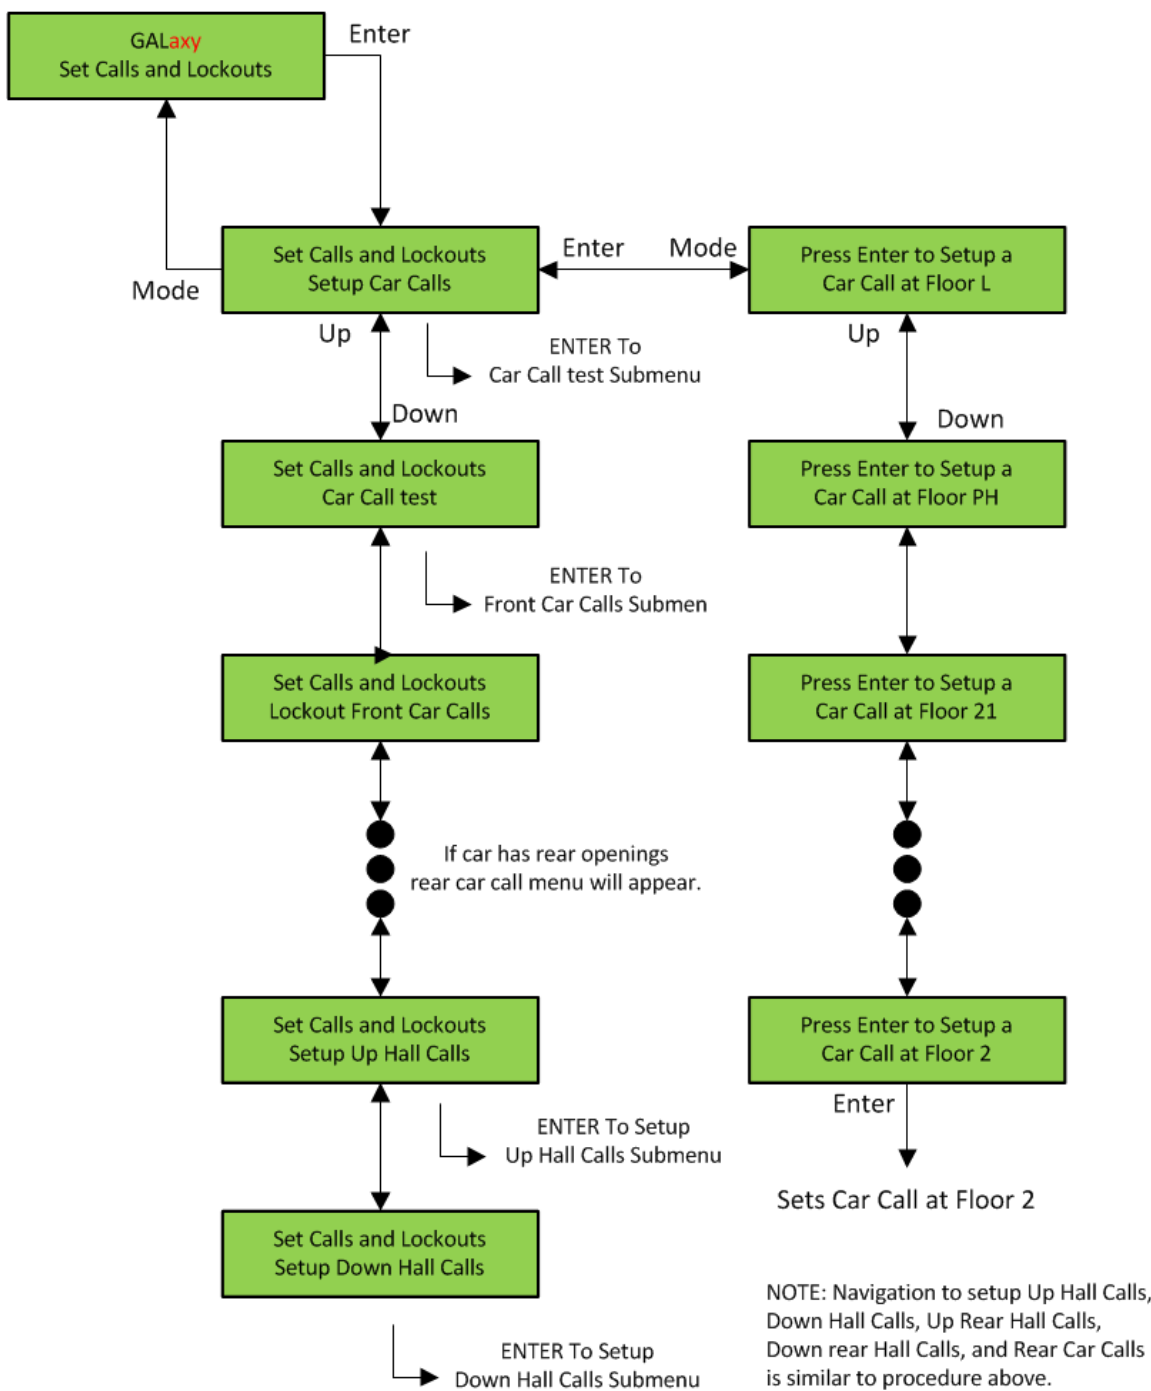 GALaxy
Set Calls and Lockouts
Enter
Set Calls and Lockouts
Setup Car Calls
Mode
Enter
Mode
Press Enter to Setup a
Car Call at Floor L
Up
ENTER To
Car Call test Submenu
Down
Up
Down
Set Calls and Lockouts
Car Call test
Press Enter to Setup a
Car Call at Floor PH
ENTER To
Front Car Calls Submen
Set Calls and Lockouts
Lockout Front Car Calls
Press Enter to Setup a
Car Call at Floor 21
If car has rear openings
rear car call menu will appear.
Set Calls and Lockouts
Setup Up Hall Calls
Press Enter to Setup a
Car Call at Floor 2
Enter
ENTER To Setup
Up Hall Calls Submenu
Sets Car Call at Floor 2
Set Calls and Lockouts
Setup Down Hall Calls
ENTER To Setup
Down Hall Calls Submenu
NOTE: Navigation to setup Up Hall Calls,
Down Hall Calls, Up Rear Hall Calls,
Down rear Hall Calls, and Rear Car Calls
is similar to procedure above.